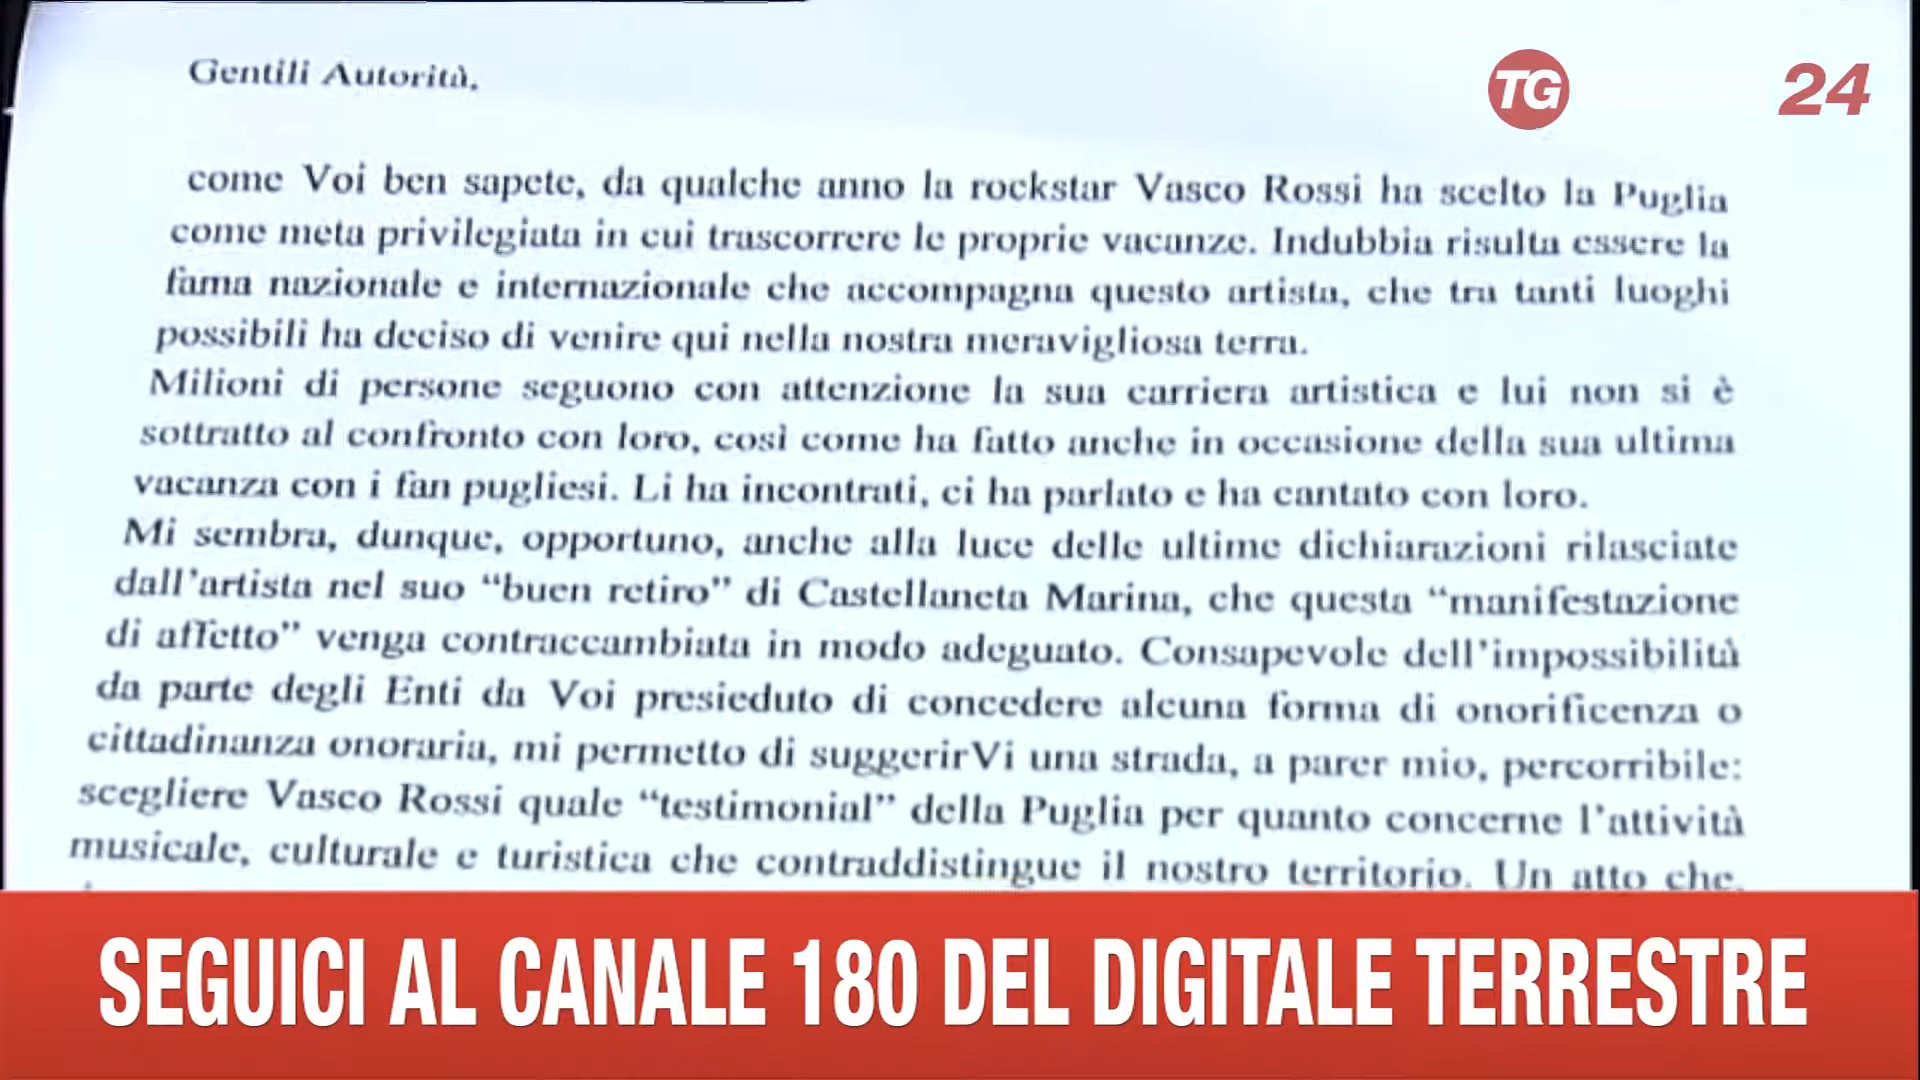 Gentili Autorità,
TG
24
come Voi ben sapete, da qualche anno la rockstar Vasco Rossi ha scelto la Puglia
come meta privilegiata in cui trascorrere le proprie vacanze. Indubbia risulta essere la
fama nazionale e internazionale che accompagna questo artista, che tra tanti luoghi
possibili ha deciso di venire qui nella nostra meravigliosa terra.
Milioni di persone seguono con attenzione la sua carriera artistica e lui non si è
sottratto al confronto con loro, così come ha fatto anche in occasione della sua ultima
vacanza con i fan pugliesi. Li ha incontrati, ci ha parlato e ha cantato con loro.
Mi sembra, dunque, opportuno, anche alla luce delle ultime dichiarazioni rilasciate
dall'artista nel suo “buen retiro” di Castellaneta Marina, che questa “manifestazione
di affetto” venga contraccambiata in modo adeguato. Consapevole dell'impossibilità
da parte degli Enti da Voi presieduto di concedere alcuna forma di onorificenza o
cittadinanza onoraria, mi permetto di suggerirVi una strada, a parer mio, percorribile:
scegliere Vasco Rossi quale “testimonial” della Puglia per quanto concerne l'attività
musicale, culturale e turistica che contraddistingue il nostro territorio. Un atto che,
SEGUICI AL CANALE 180 DEL DIGITALE TERRESTRE